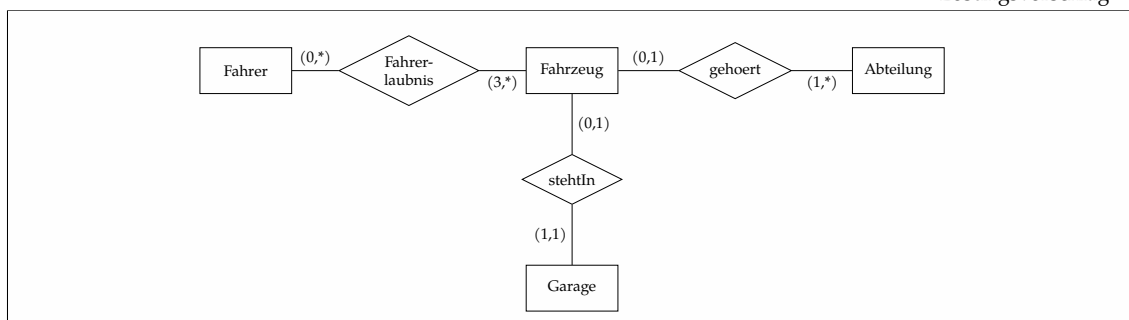 (0,*)
(0,1)
Fahrer
Fahrer-
laubnis
Fahrzeug
gehoert
Abteilung
(3,*)
(1,*)
(0,1)
stehtIn
(1,1)
Garage